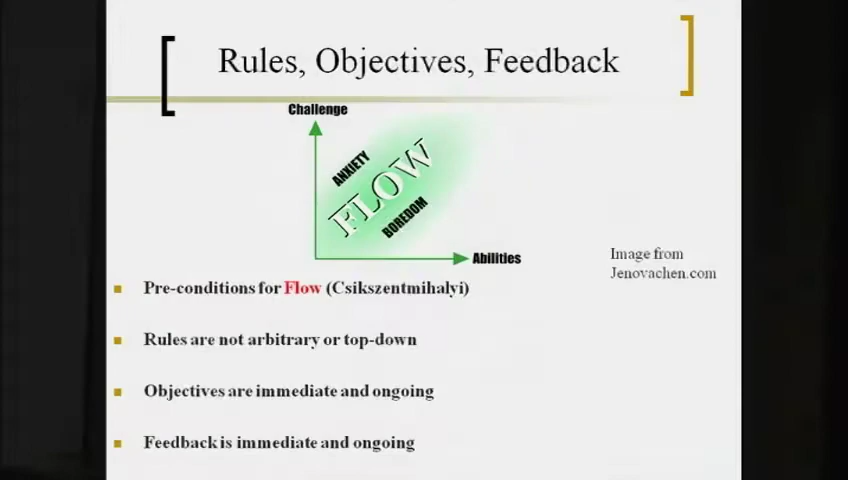 Rules, Objectives, Feedback
Challenge
ANXIETY
FLOW
BOREDOM
Abilities
Image from
Jenovachen.com
Pre-conditions for Flow (Csikszentmihalyi)
Rules are not arbitrary or top-down
Objectives are immediate and ongoing
Feedback is immediate and ongoing